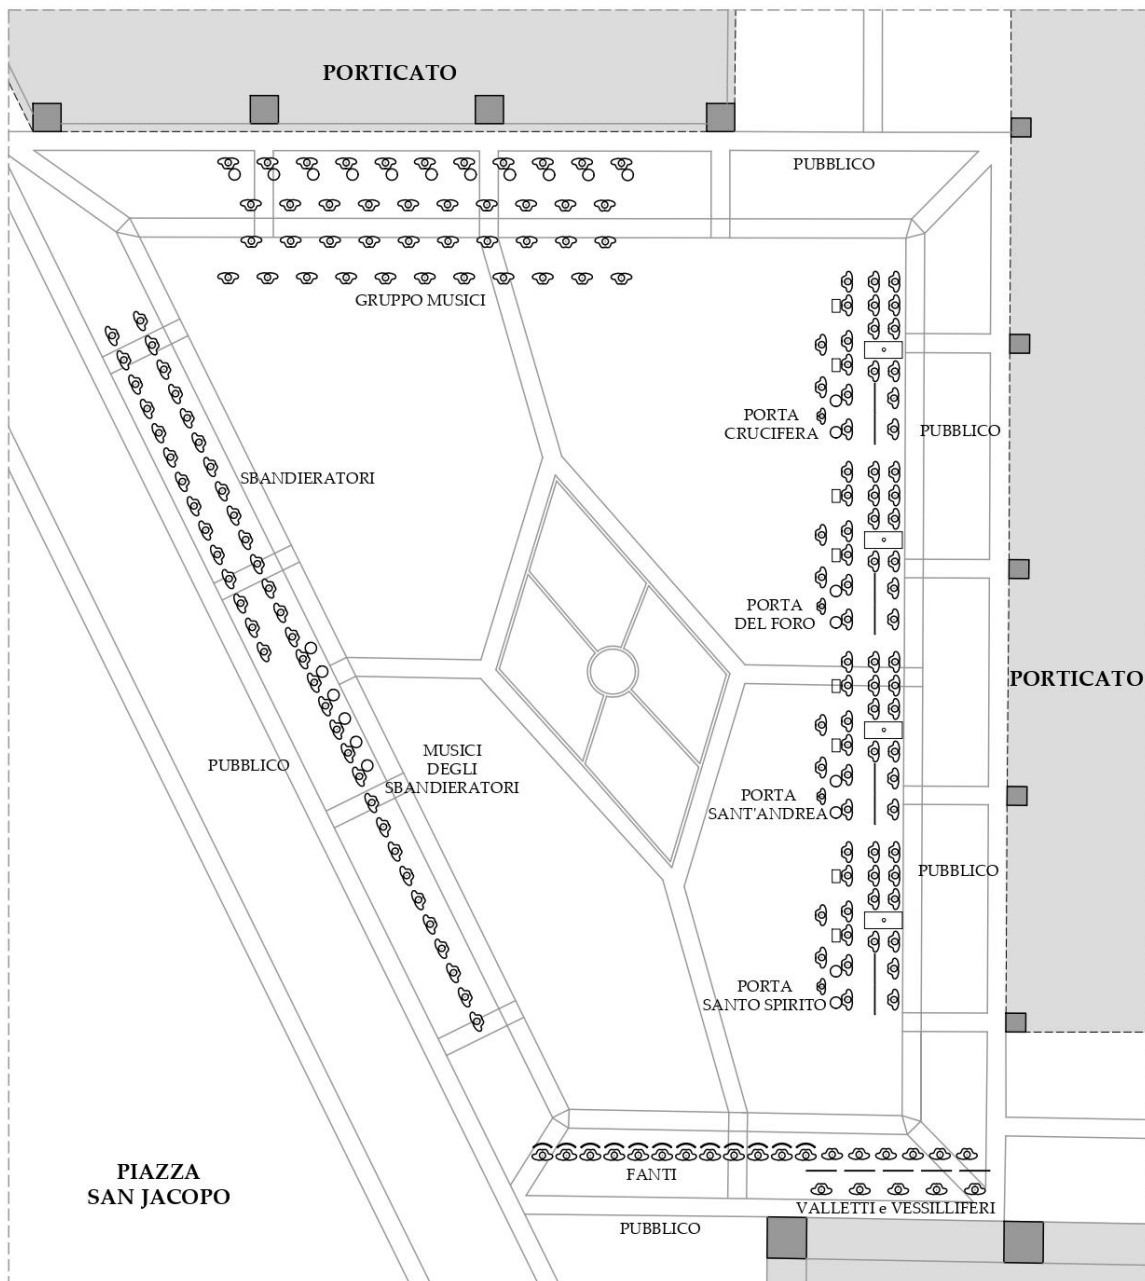 PORTICATO
PUBBLICO
GRUPPO MUSICI
PORTA
CRUCIFERA
PUBBLICO
SBANDIERATORI
PORTA
DEL FORO
PORTICATO
MUSICI
DEGLI
SBANDIERATORI
PUBBLICO
PORTA
SANT'ANDREA
PUBBLICO
PORTA
SANTO SPIRITO
PIAZZA
SAN JACOPO
FANTI
VALLETTI e VESSILLIFERI
PUBBLICO